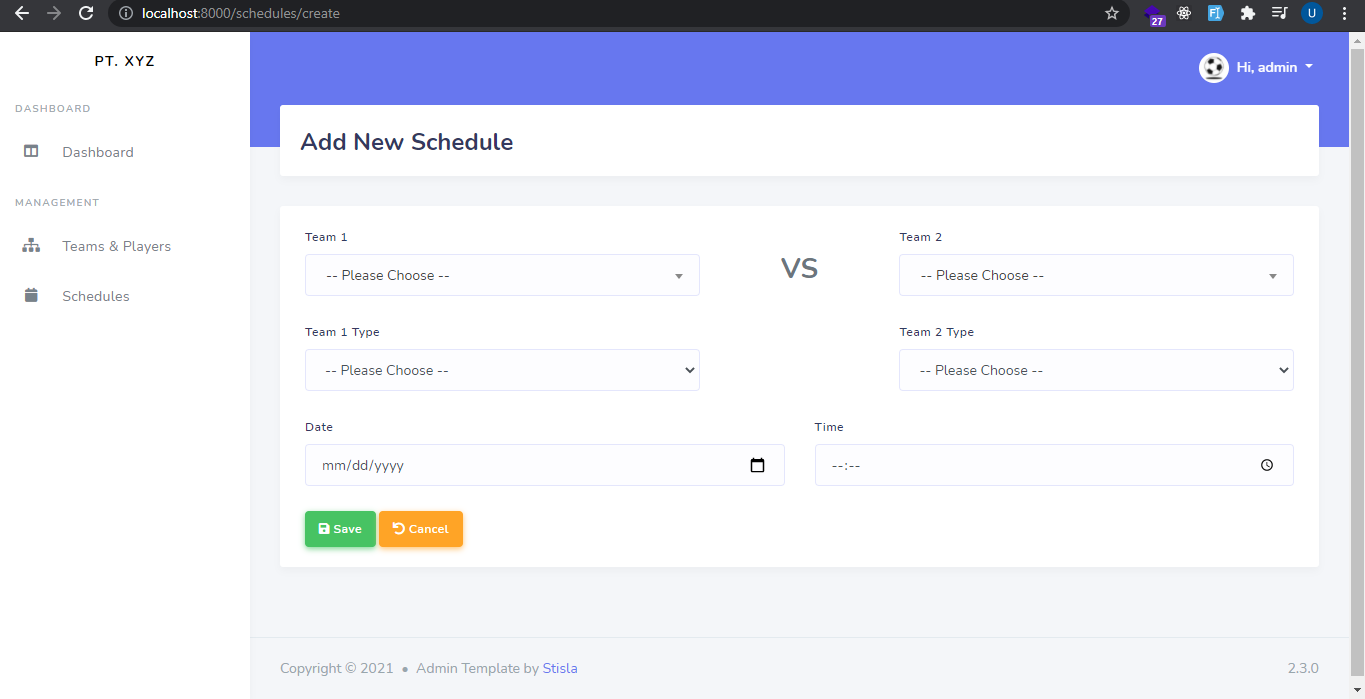 localhost:8000/schedules/create
27
U
PT. XYZ
Hi, admin
DASHBOARD
Dashboard
MANAGEMENT
Teams & Players
Schedules
Add New Schedule
Team 1
VS
Team 2
-- Please Choose --
-- Please Choose --
Team 1 Type
Team 2 Type
-- Please Choose --
-- Please Choose --
Date
Time
mm/dd/yyyy
--:--
Save
Cancel
Copyright © 2021 • Admin Template by Stisla
2.3.0